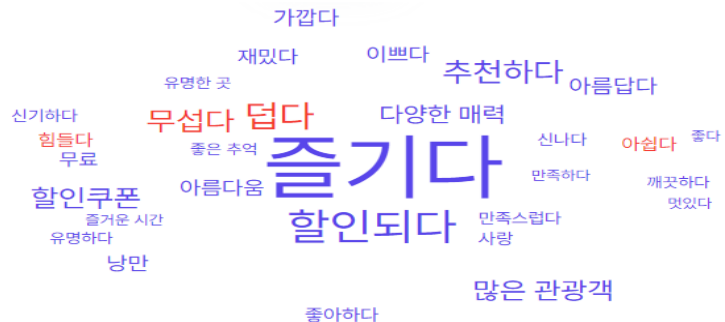 가깝다
재밌다
이쁘다
추천하다
유명한 곳
아름답다
신기하다
무섭다
덥다
다양한 매력
힘들다
무료
좋은 추억
즐기다
신나다
아쉽다
좋다
할인쿠폰
아름다움
만족하다
깨끗하다
멋있다
즐거운 시간
할인되다
만족스럽다
유명하다
사랑
낭만
많은 관광객
좋아하다